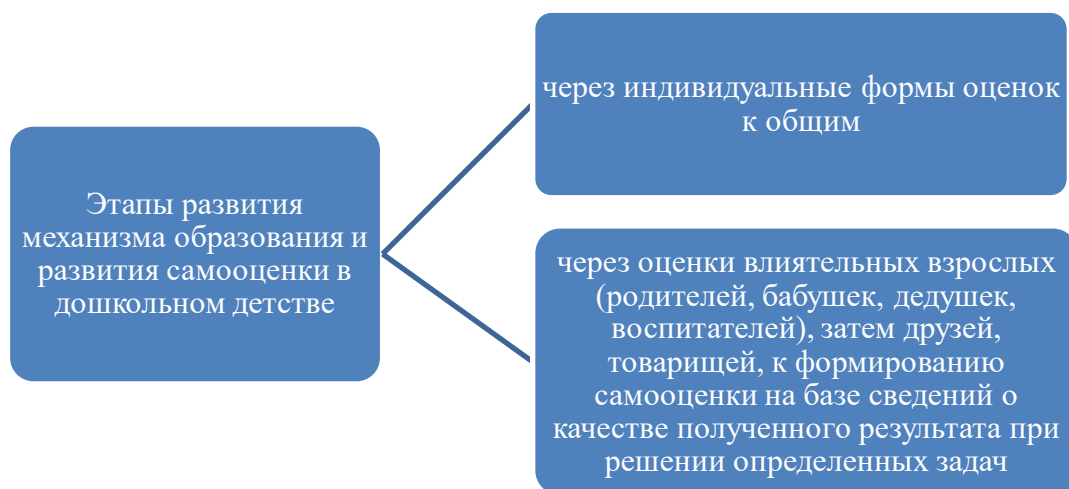 Этапы развития
механизма образования и
развития самооценки в
дошкольном детстве
через индивидуальные формы оценок
к общим
через оценки влиятельных взрослых
(родителей, бабушек, дедушек,
воспитателей), затем друзей,
товарищей, к формированию
самооценки на базе сведений о
качестве полученного результата при
решении определенных задач